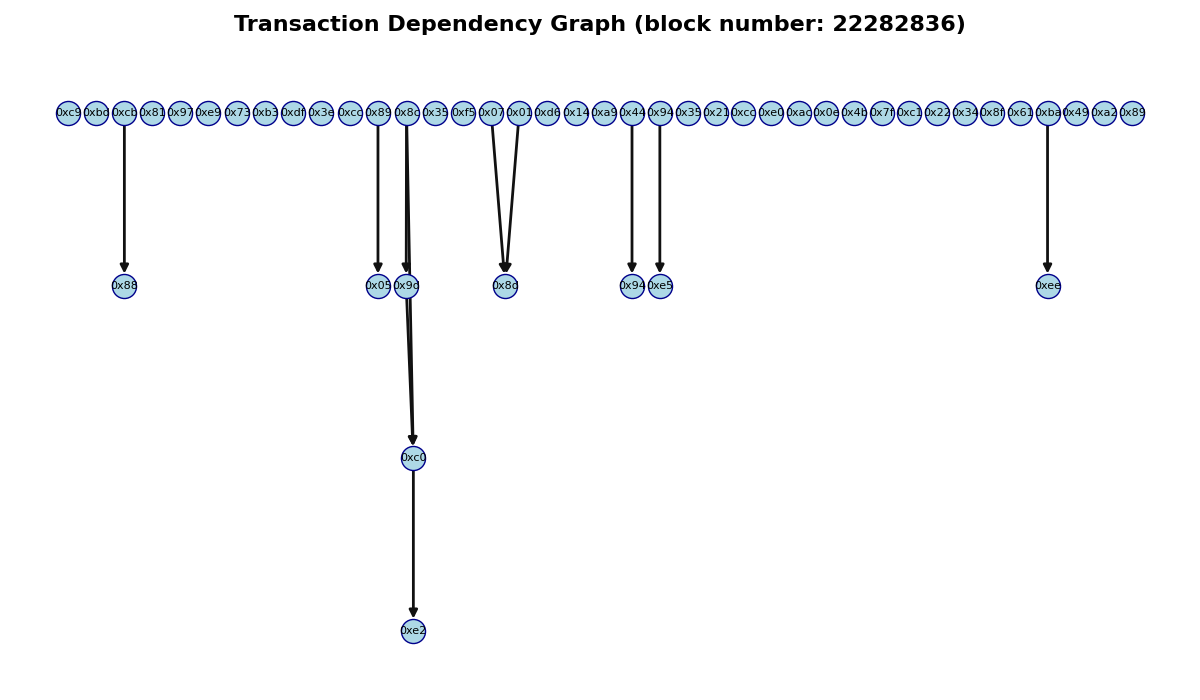 Transaction Dependency Graph (block number: 22282836)
0xc9 0xbd 0xcb 0x81 0x97 0xe9 0x73 0xb3 0xdf 0x3e 0xcc 0x89 0x8c 0x35 0xf5 0x07 0x01 0xd6 0x14 0xa9 0x44 0x94 0x35 0x21 0xcc 0xe0 0xac 0x0e 0x4b 0x7f 0xc1 0x22 0x34 0x8f 0x61 0xba 0x49 0xa2 0x89
0x88 0x05 0x9d 0x8d 0x94 0xe5 0xee
0xc0
0xe2